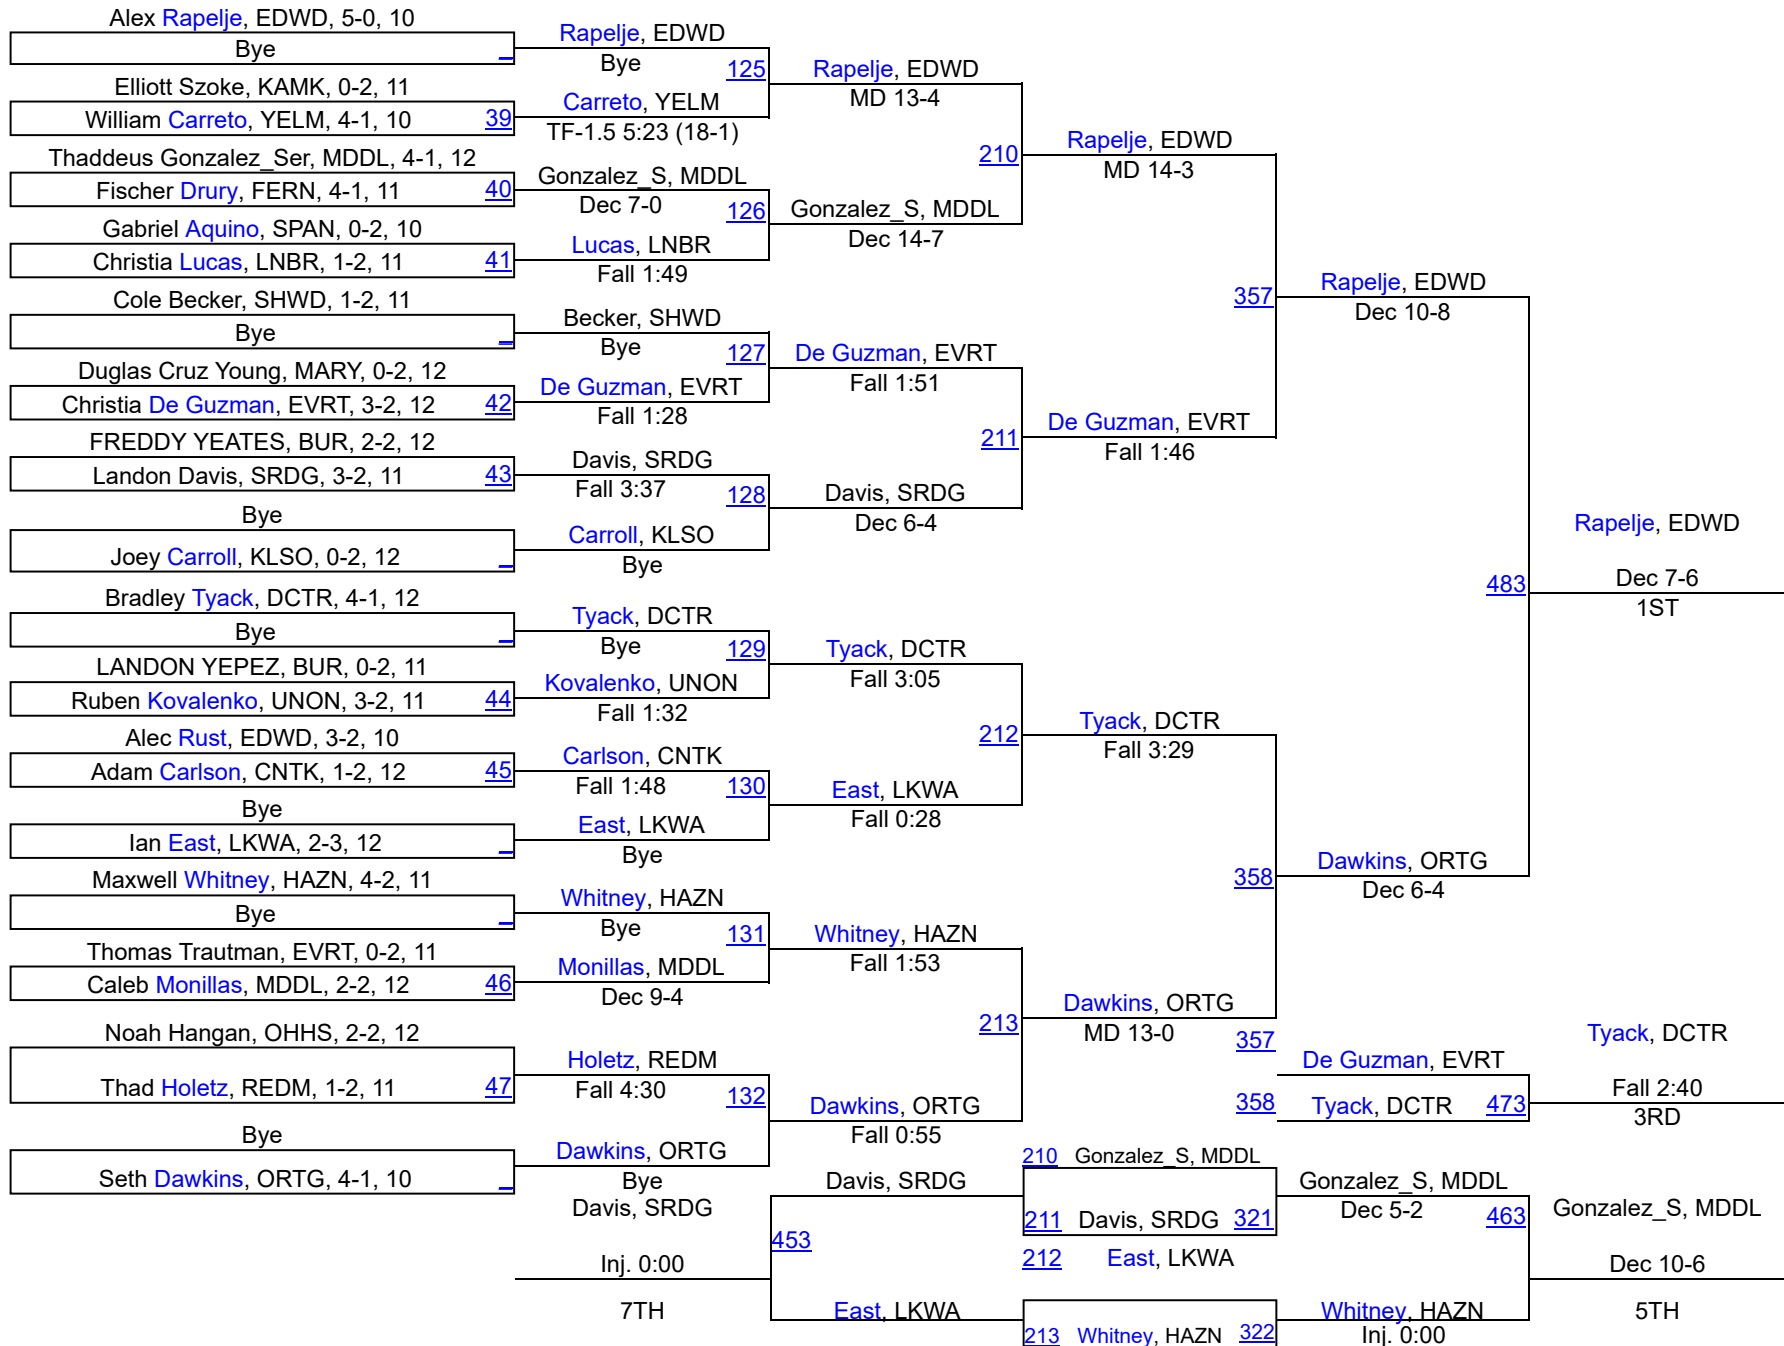 Alex Rapelje, EDWD, 5-0, 10
Bye
Elliott Szoke, KAMK, 0-2, 11
William Carreto, YELM, 4-1, 10 39
Thaddeus Gonzalez_Ser, MDDL, 4-1, 12
Fischer Drury, FERN, 4-1, 11 40
Gabriel Aquino, SPAN, 0-2, 10
Christia Lucas, LNBR, 1-2, 11 41
Cole Becker, SHWD, 1-2, 11
Bye
Duglas Cruz Young, MARY, 0-2, 12
Christia De Guzman, EVRT, 3-2, 12 42
FREDDY YEATES, BUR, 2-2, 12
Landon Davis, SRDG, 3-2, 11 43
Bye
Joey Carroll, KLSO, 0-2, 12
Bradley Tyack, DCTR, 4-1, 12
Bye
LANDON YEPEZ, BUR, 0-2, 11
Ruben Kovalenko, UNON, 3-2, 11 44
Alec Rust, EDWD, 3-2, 10
Adam Carlson, CNTK, 1-2, 12 45
Bye
Ian East, LKWA, 2-3, 12
Maxwell Whitney, HAZN, 4-2, 11
Bye
Thomas Trautman, EVRT, 0-2, 11
Caleb Monillas, MDDL, 2-2, 12 46
Noah Hangan, OHHS, 2-2, 12
Thad Holetz, REDM, 1-2, 11 47
Bye
Seth Dawkins, ORTG, 4-1, 10
Rapelje, EDWD
Bye
125
Carreto, YELM
TF-1.5 5:23 (18-1)
Gonzalez_S, MDDL
Dec 7-0
126
Lucas, LNBR
Fall 1:49
Becker, SHWD
Bye
127
De Guzman, EVRT
Fall 1:28
Davis, SRDG
Fall 3:37
128
Carroll, KLSO
Bye
Tyack, DCTR
Bye
129
Kovalenko, UNON
Fall 1:32
Carlson, CNTK
Fall 1:48
130
East, LKWA
Bye
Whitney, HAZN
Bye
131
Monillas, MDDL
Dec 9-4
Holetz, REDM
Fall 4:30
132
Dawkins, ORTG
Bye
Rapelje, EDWD
MD 13-4
210
Gonzalez_S, MDDL
Dec 14-7
De Guzman, EVRT
Fall 1:51
211
Davis, SRDG
Dec 6-4
Tyack, DCTR
Fall 3:05
212
East, LKWA
Fall 0:28
Whitney, HAZN
Fall 1:53
213
Dawkins, ORTG
Fall 0:55
Rapelje, EDWD
MD 14-3
357
De Guzman, EVRT
Fall 1:46
Tyack, DCTR
Fall 3:29
358
Dawkins, ORTG
MD 13-0
Rapelje, EDWD
Dec 10-8
483
Dawkins, ORTG
Dec 6-4
Rapelje, EDWD
Dec 7-6
1ST
357
De Guzman, EVRT
358 Tyack, DCTR 473
Tyack, DCTR
Fall 2:40
3RD
210 Gonzalez_S, MDDL
211 Davis, SRDG 321
212 East, LKWA
213 Whitney, HAZN 322
Gonzalez_S, MDDL
Dec 5-2
463
Whitney, HAZN
Inj. 0:00
Gonzalez_S, MDDL
Dec 10-6
5TH
Davis, SRDG
453
East, LKWA
Davis, SRDG
Inj. 0:00
7TH